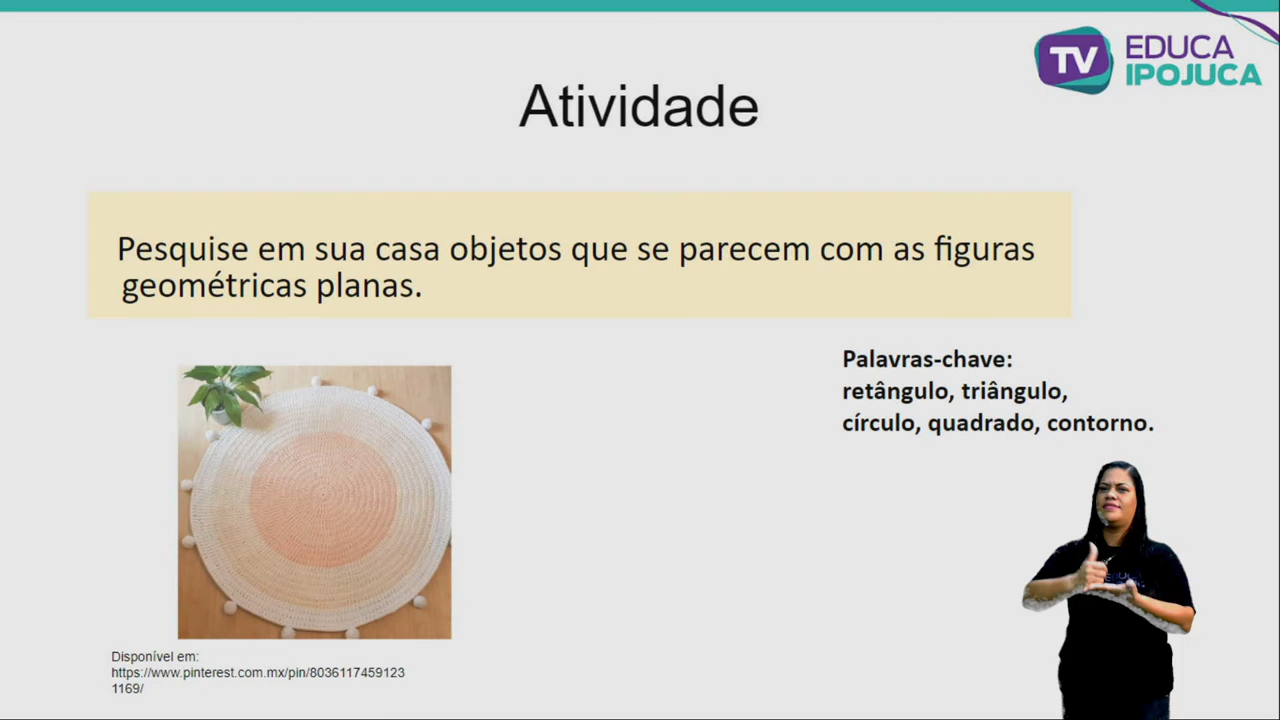 TV EDUCA
IPOJUCA
Atividade
Pesquise em sua casa objetos que se parecem com as figuras
geométricas planas.
Palavras-chave:
retângulo, triângulo,
círculo, quadrado, contorno.
EDUCA
Disponível em:
https://www.pinterest.com.mx/pin/8036117459123
1169/